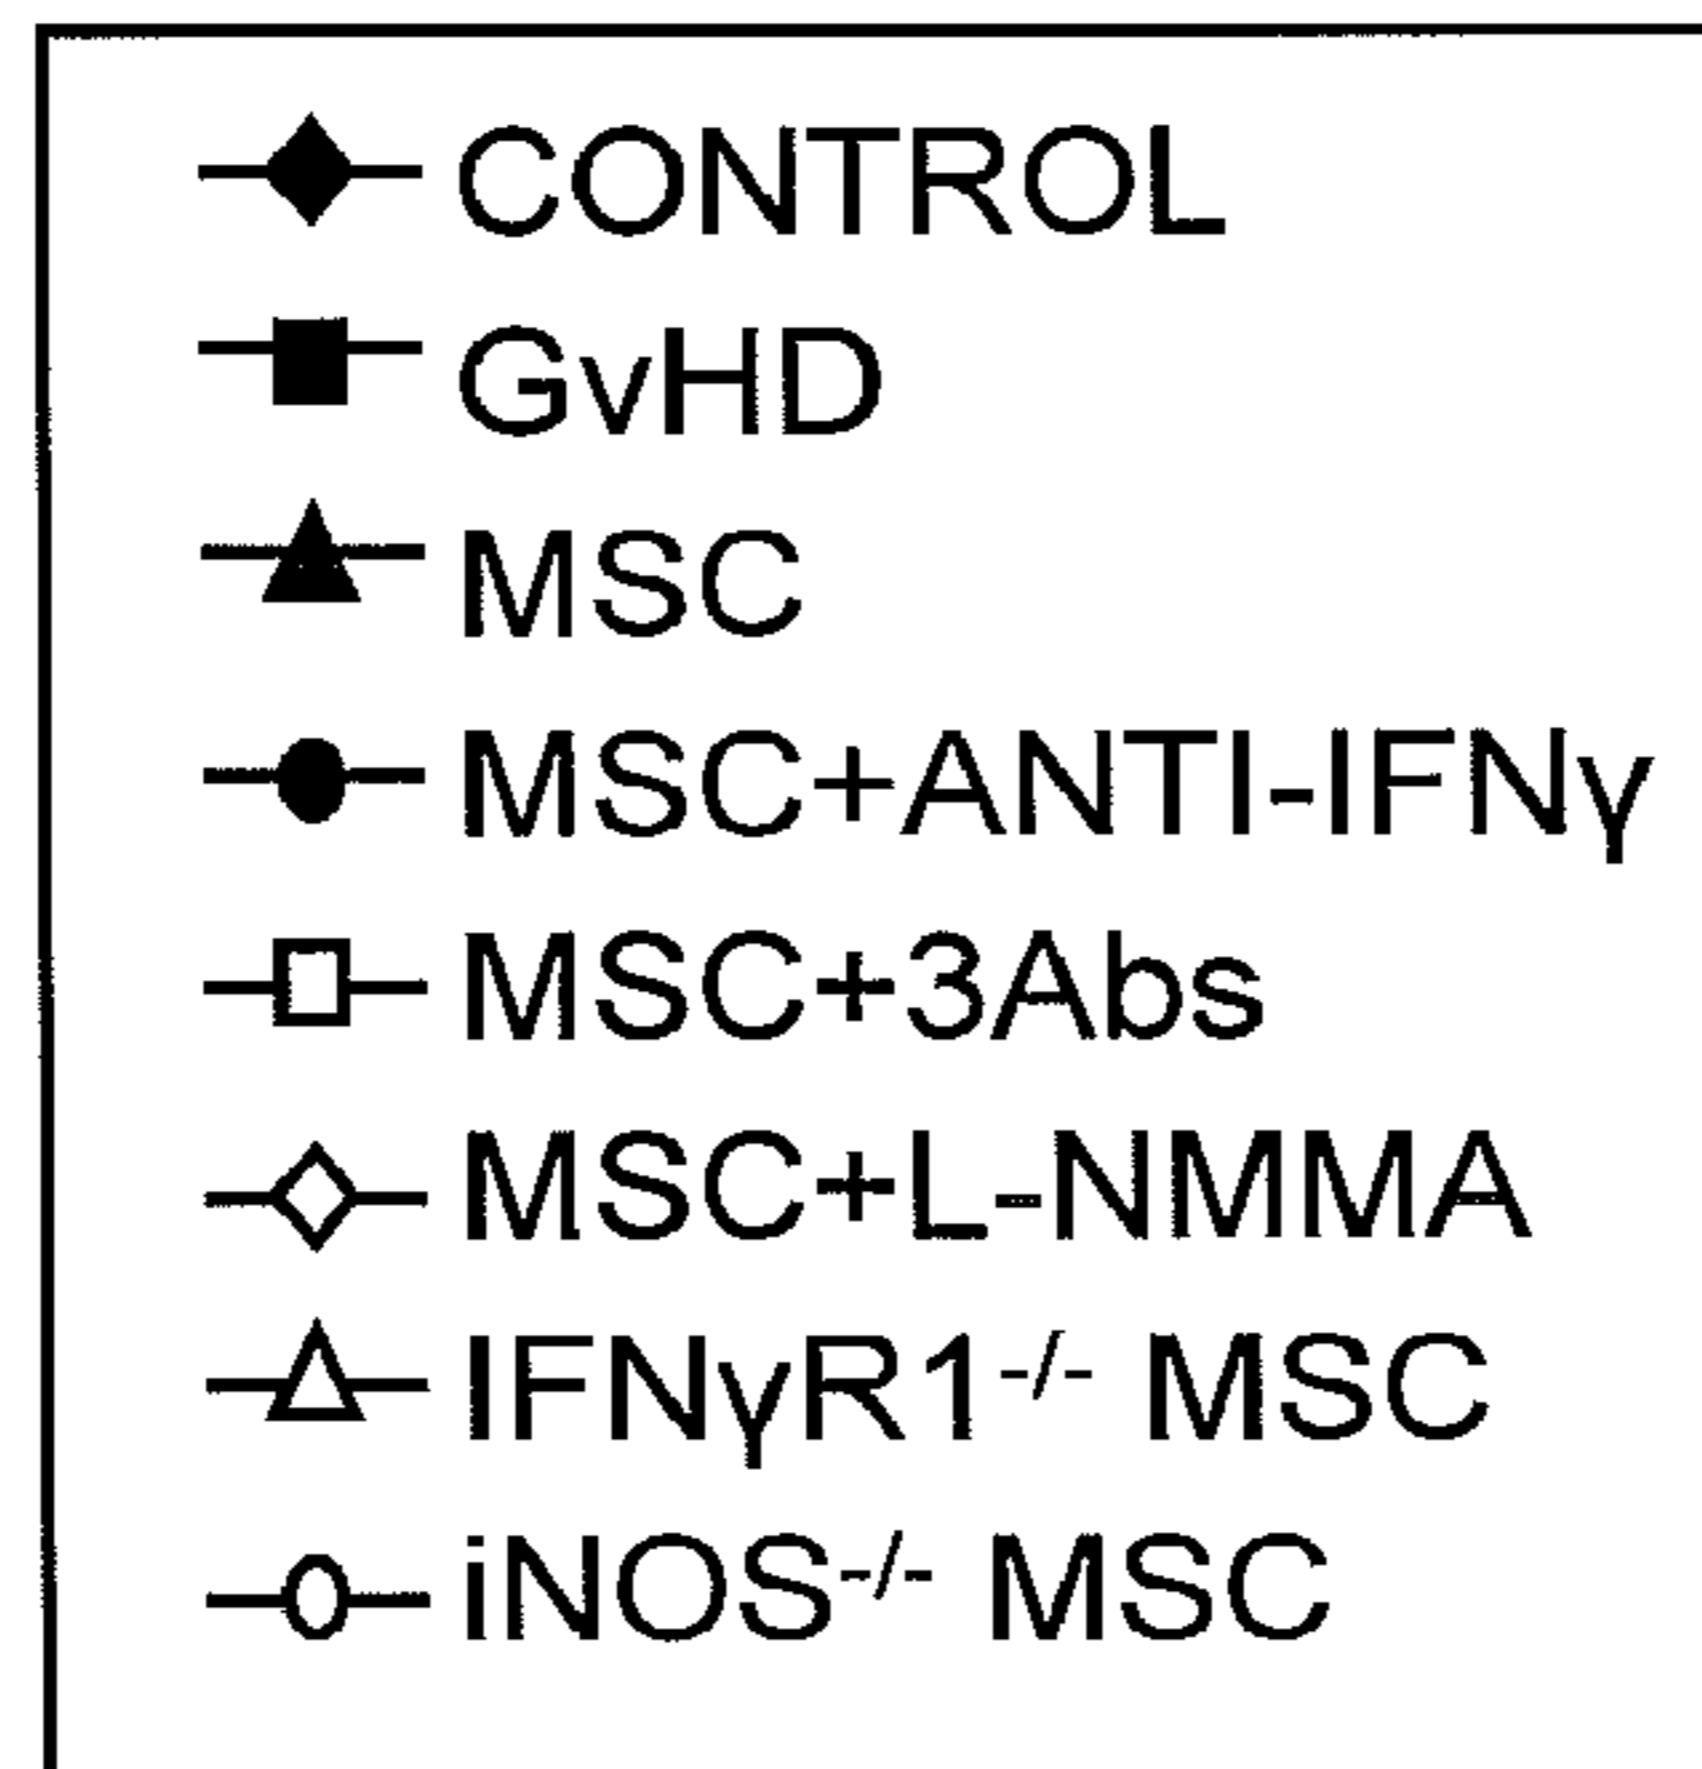 CONTROL
GvHD
MSC
MSC+ANTI-IFNγ
MSC+3Abs
MSC+L-NMMA
IFNγR1-/- MSC
iNOS-/- MSC